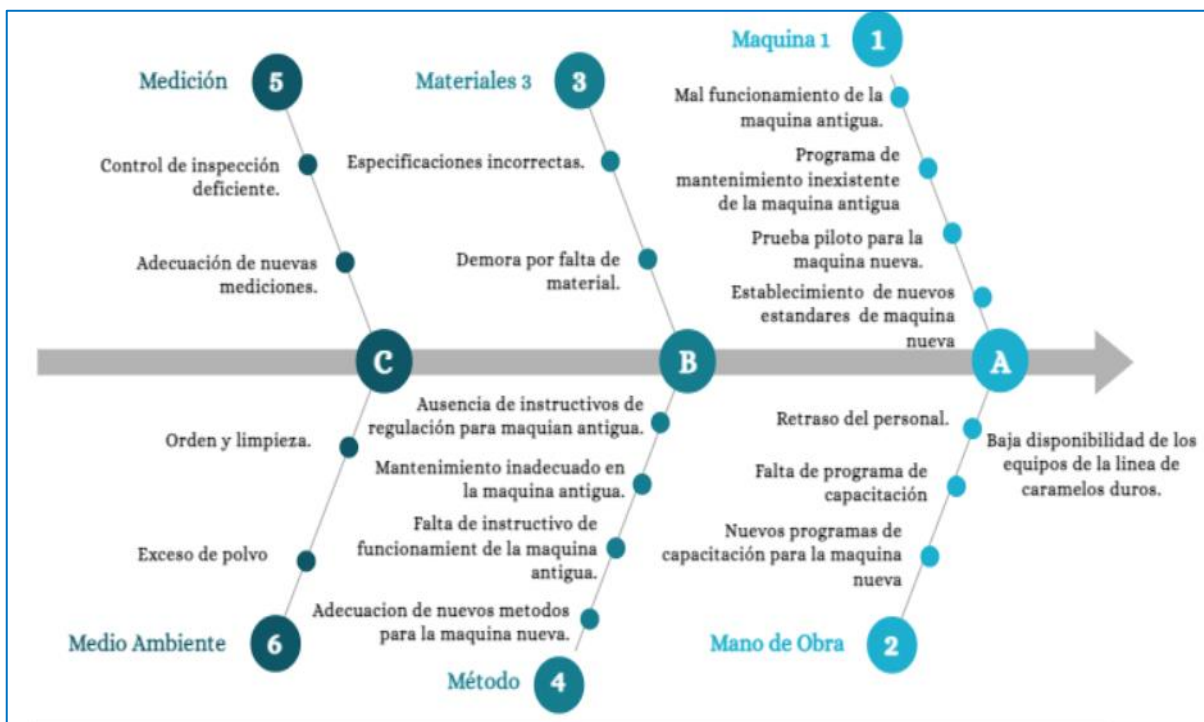 Medición
5
Control de inspección
deficiente.
Adecuación de nuevas
mediciones.
Materiales 3
3
Especificaciones incorrectas.
Demora por falta de
material.
Maquina 1
1
Mal funcionamiento de la
maquina antigua.
Programa de
mantenimiento inexistente
de la maquina antigua
Prueba piloto para la
maquina nueva.
Establecimiento de nuevos
estandares de maquina
nueva
C
B
A
Orden y limpieza.
Exceso de polvo
Medio Ambiente
6
Ausencia de instructivos de
regulación para maquian antigua.
Mantenimiento inadecuado en
la maquina antigua.
Falta de instructivo de
funcionamient de la maquina
antigua.
Adecuacion de nuevos metodos
para la maquina nueva.
Método
4
Retraso del personal.
Falta de programa de
capacitación
Nuevos programas de
capacitación para la maquina
nueva
Mano de Obra
2
Baja disponibilidad de los
equipos de la linea de
caramelos duros.